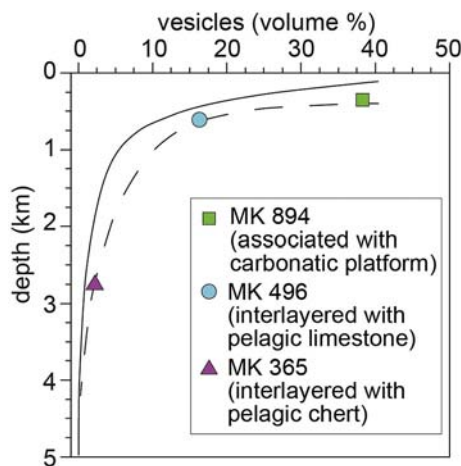 vesicles (volume %)
0 10 20 30 40 50
0
1
2
3
4
5
depth (km)
MK 894
(associated with
carbonatic platform)
MK 496
(interlayered with
pelagic limestone)
MK 365
(interlayered with
pelagic chert)